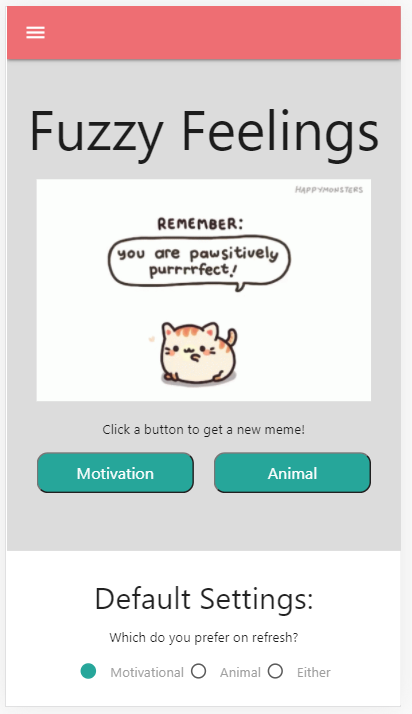 Fuzzy Feelings
HAPPYMONSTERS
REMEMBER:
you are pawsitively
purrrrfect!
Click a button to get a new meme!
Motivation Animal
Default Settings:
Which do you prefer on refresh?
Motivational Animal Either